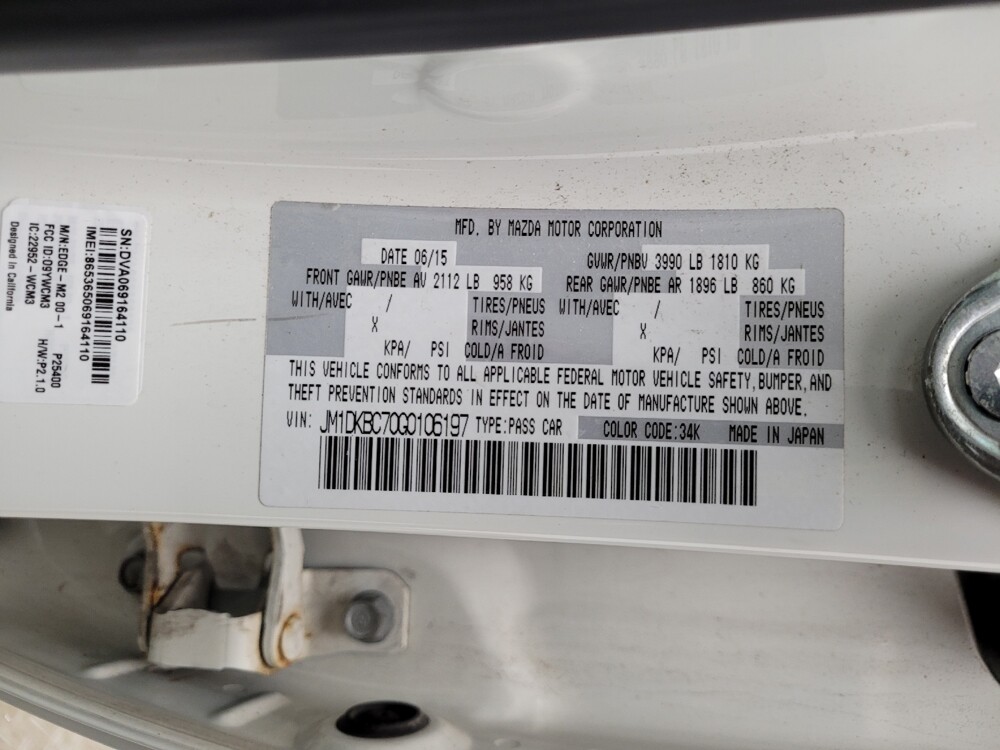 MFD. BY MAZDA MOTOR CORPORATION
DATE 06/15 GVWR/PNBV 3990 LB 1810 KG
FRONT GAWR/PNBE AV 2112 LB 958 KG REAR GAWR/PNBE AR 1896 LB 860 KG
WITH/AVEC / TIRES/PNEUS WITH/AVEC / TIRES/PNEUS
X RIMS/JANTES X RIMS/JANTES
KPA/ PSI COLD/A FROID KPA/ PSI COLD/A FROID
THIS VEHICLE CONFORMS TO ALL APPLICABLE FEDERAL MOTOR VEHICLE SAFETY, BUMPER, AND
THEFT PREVENTION STANDARDS IN EFFECT ON THE DATE OF MANUFACTURE SHOWN ABOVE.
VIN: JM1DKBC70G0106197 TYPE:PASS CAR COLOR CODE:34K MADE IN JAPAN
SN:DVA069164110
IMEI:865365069164110
M/N:EDGE-M2 00-1 P25400
FCC ID:O9YWCM3 H/W:P2.1.0
IC:22952-WCM3
Designed in California